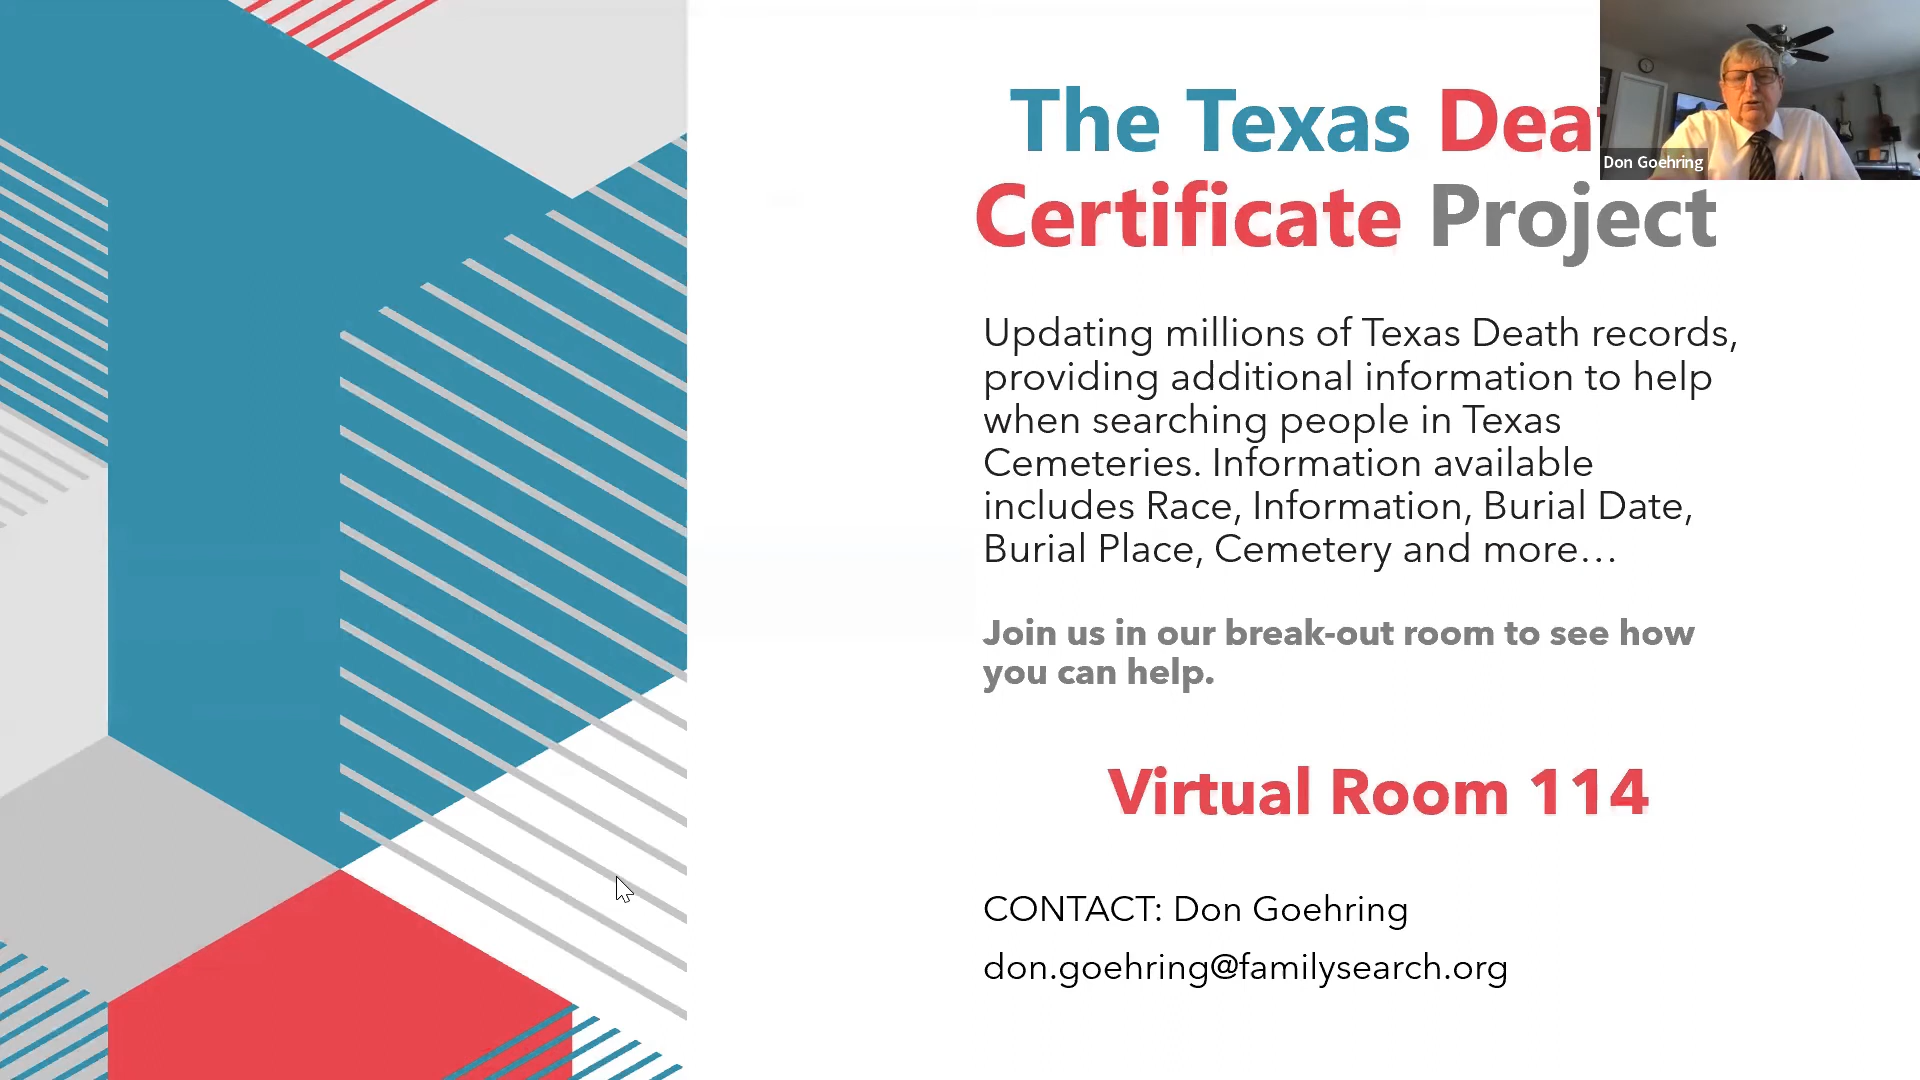 The Texas Dea
Certificate Project
Don Goehring
Updating millions of Texas Death records,
providing additional information to help
when searching people in Texas
Cemeteries. Information available
includes Race, Information, Burial Date,
Burial Place, Cemetery and more...
Join us in our break-out room to see how
you can help.
Virtual Room 114
CONTACT: Don Goehring
don.goehring@familysearch.org